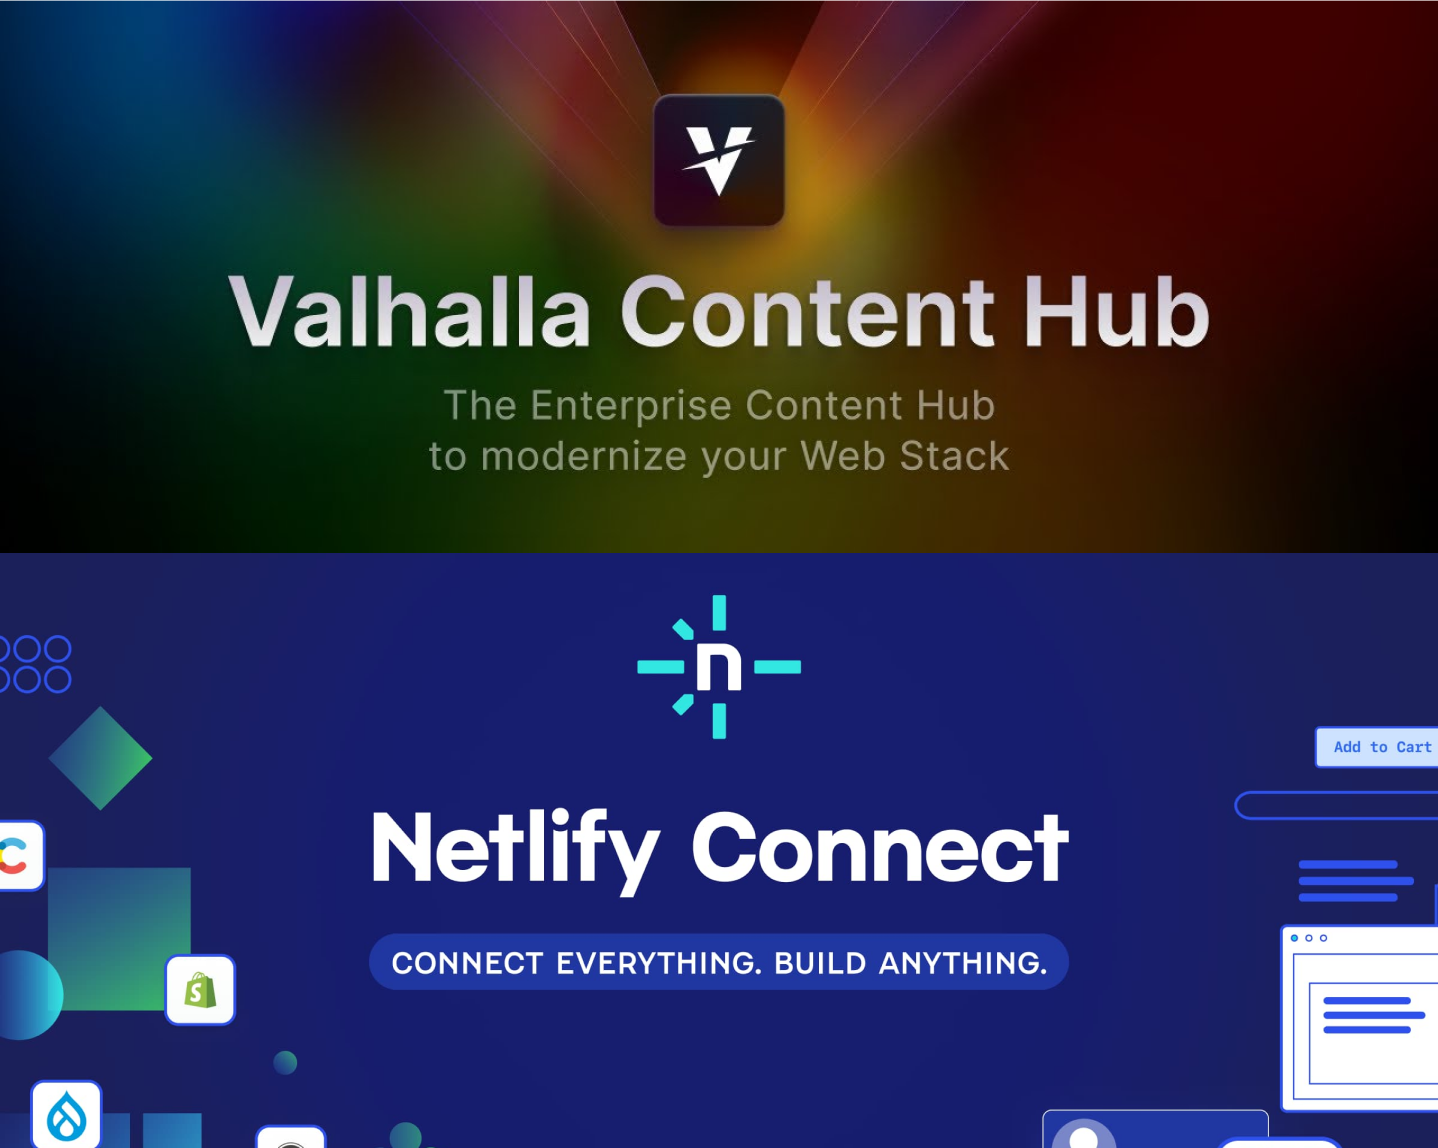 Valhalla Content Hub
The Enterprise Content Hub
to modernize your Web Stack
n
Netlify Connect
CONNECT EVERYTHING. BUILD ANYTHING.
Add to Cart